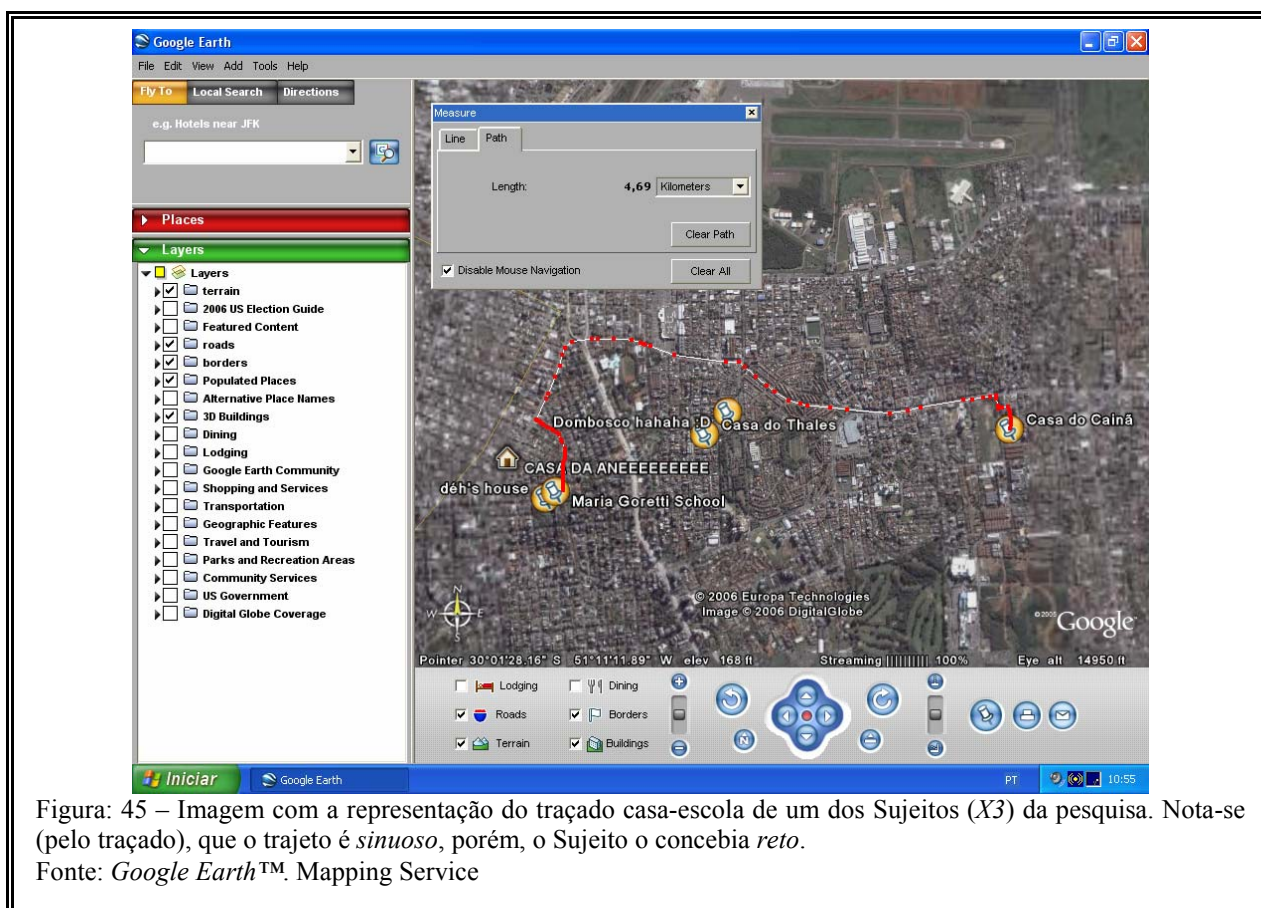 Google Earth
File Edit View Add Tools Help
Fly To Local Search Directions
e.g. Hotels near JFK
Places
Layers
Layers
terrain
2006 US Election Guide
Featured Content
roads
borders
Populated Places
Alternative Place Names
3D Buildings
Dining
Lodging
Google Earth Community
Shopping and Services
Transportation
Geographic Features
Travel and Tourism
Parks and Recreation Areas
Community Services
US Government
Digital Globe Coverage
Measure
Line Path
Length: 4,69 Kilometers
Clear Path
Disable Mouse Navigation Clear All
Dombosco hahaha :D Casa do Thales
Casa do Cainã
CASA DA ANEEEEEEEEEE
déh's house
Maria Goretti School
N
W E
S
© 2006 Europa Technologies
Image © 2006 DigitalGlobe
© 2005 Google
Pointer 30°01'28.16" S 51°11'11.89" W elev 168 ft Streaming |||||||||| 100% Eye alt 14950 ft
Lodging Dining
Roads Borders
Terrain Buildings
N
Iniciar Google Earth PT 10:55
Figura: 45 – Imagem com a representação do traçado casa-escola de um dos Sujeitos (X3) da pesquisa. Nota-se
(pelo traçado), que o trajeto é sinuoso, porém, o Sujeito o concebia reto.
Fonte: Google Earth™. Mapping Service